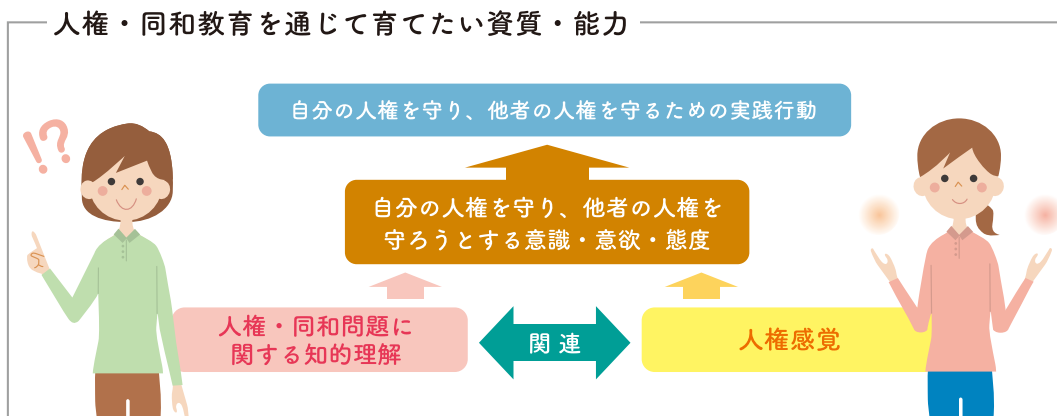 人権・同和教育を通じて育てたい資質・能力
!?
自分の人権を守り、他者の人権を守るための実践行動
自分の人権を守り、他者の人権を
守ろうとする意識・意欲・態度
人権・同和問題に
関する知的理解
関連
人権感覚